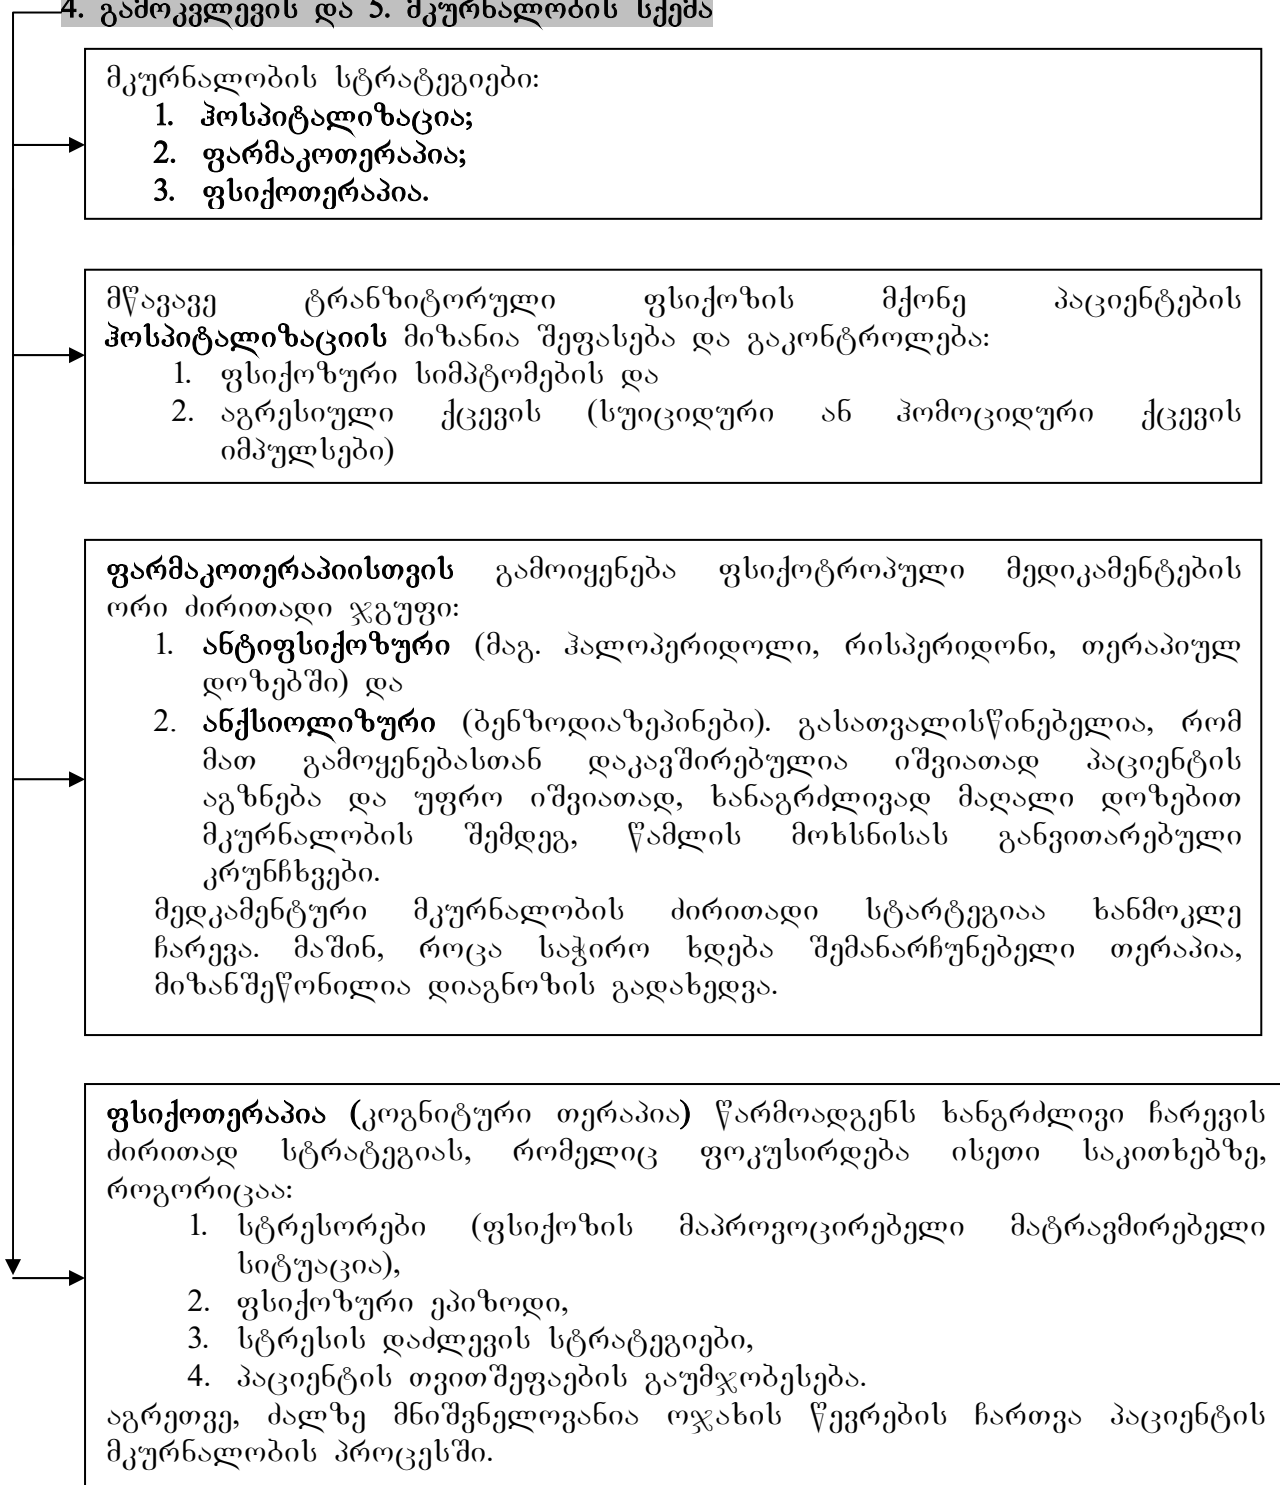 4. გამოკვლევის და 5. მკურნალობის სქემა
მკურნალობის სტრატეგიები:
1. ჰოსპიტალიზაცია;
2. ფარმაკოთერაპია;
3. ფსიქოთერაპია.
მწვავე ტრანზიტორული ფსიქოზის მქონე პაციენტების
ჰოსპიტალიზაციის მიზანია შეფასება და გაკონტროლება:
1. ფსიქოზური სიმპტომების და
2. აგრესიული ქცევის (სუიციდური ან ჰომოციდური ქცევის
იმპულსები)
ფარმაკოთერაპიისთვის გამოიყენება ფსიქოტროპული მედიკამენტების
ორი ძირითადი ჯგუფი:
1. ანტიფსიქოზური (მაგ. ჰალოპერიდოლი, რისპერიდონი, თერაპიულ
დოზებში) და
2. ანქსიოლიზური (ბენზოდიაზეპინები). გასათვალისწინებელია, რომ
მათ გამოყენებასთან დაკავშირებულია იშვიათად პაციენტის
აგზნება და უფრო იშვიათად, ხანაგრძლივად მაღალი დოზებით
მკურნალობის შემდეგ, წამლის მოხსნისას განვითარებული
კრუნჩხვები.
მედკამენტური მკურნალობის ძირითადი სტარტეგიაა ხანმოკლე
ჩარევა. მაშინ, როცა საჭირო ხდება შემანარჩუნებელი თერაპია,
მიზანშეწონილია დიაგნოზის გადახედვა.
ფსიქოთერაპია (კოგნიტური თერაპია) წარმოადგენს ხანგრძლივი ჩარევის
ძირითად სტრატეგიას, რომელიც ფოკუსირდება ისეთი საკითხებზე,
როგორიცაა:
1. სტრესორები (ფსიქოზის მაპროვოცირებელი მატრავმირებელი
სიტუაცია),
2. ფსიქოზური ეპიზოდი,
3. სტრესის დაძლევის სტრატეგიები,
4. პაციენტის თვითშეფაების გაუმჯობესება.
აგრეთვე, ძალზე მნიშვნელოვანია ოჯახის წევრების ჩართვა პაციენტის
მკურნალობის პროცესში.